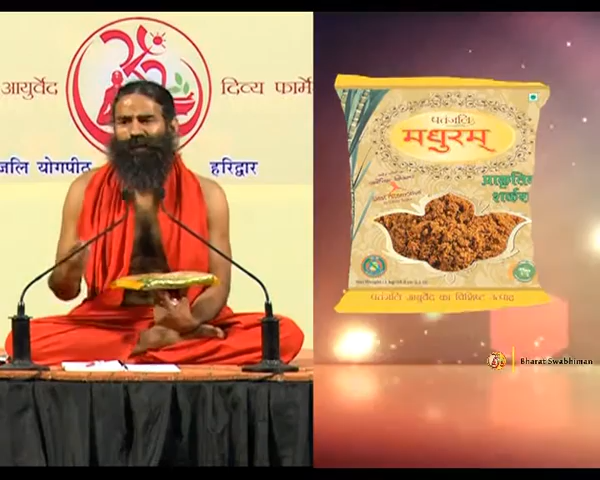 आयुर्वेद दिव्य फार्मे
जलि योगपीठ हरिद्वार
पतंजलि
मधुरम्
प्राकृतिक
शर्करा
पतंजलि आयुर्वेद का विशिष्ट उत्पाद
Bharat Swabhiman